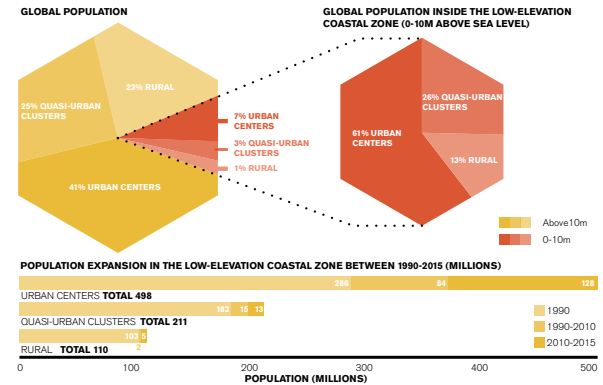 GLOBAL POPULATION
GLOBAL POPULATION INSIDE THE LOW-ELEVATION
COASTAL ZONE (0-10M ABOVE SEA LEVEL)
23% RURAL
25% QUASI-URBAN
CLUSTERS
41% URBAN CENTERS
7% URBAN
CENTERS
3% QUASI-URBAN
CLUSTERS
1% RURAL
26% QUASI-URBAN
CLUSTERS
61% URBAN
CENTERS
13% RURAL
Above10m
0-10m
POPULATION EXPANSION IN THE LOW-ELEVATION COASTAL ZONE BETWEEN 1990-2015 (MILLIONS)
286 84 128
URBAN CENTERS TOTAL 498
183 15 13
QUASI-URBAN CLUSTERS TOTAL 211
103 5
2
RURAL TOTAL 110
1990
1990-2010
2010-2015
0 100 200 300 400 500
POPULATION (MILLIONS)